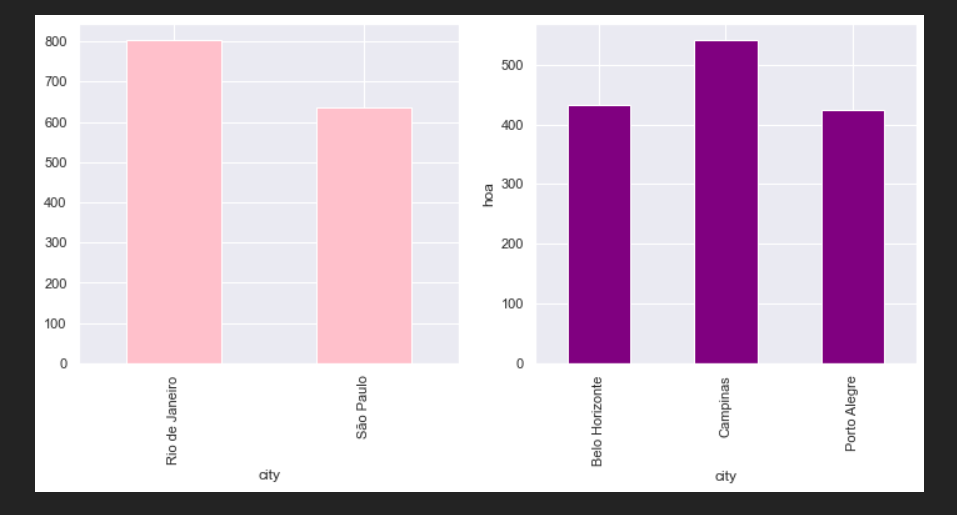 800
700
600
500
400
300
200
100
0
Rio de Janeiro
São Paulo
city
hoa
500
400
300
200
100
0
Belo Horizonte
Campinas
Porto Alegre
city